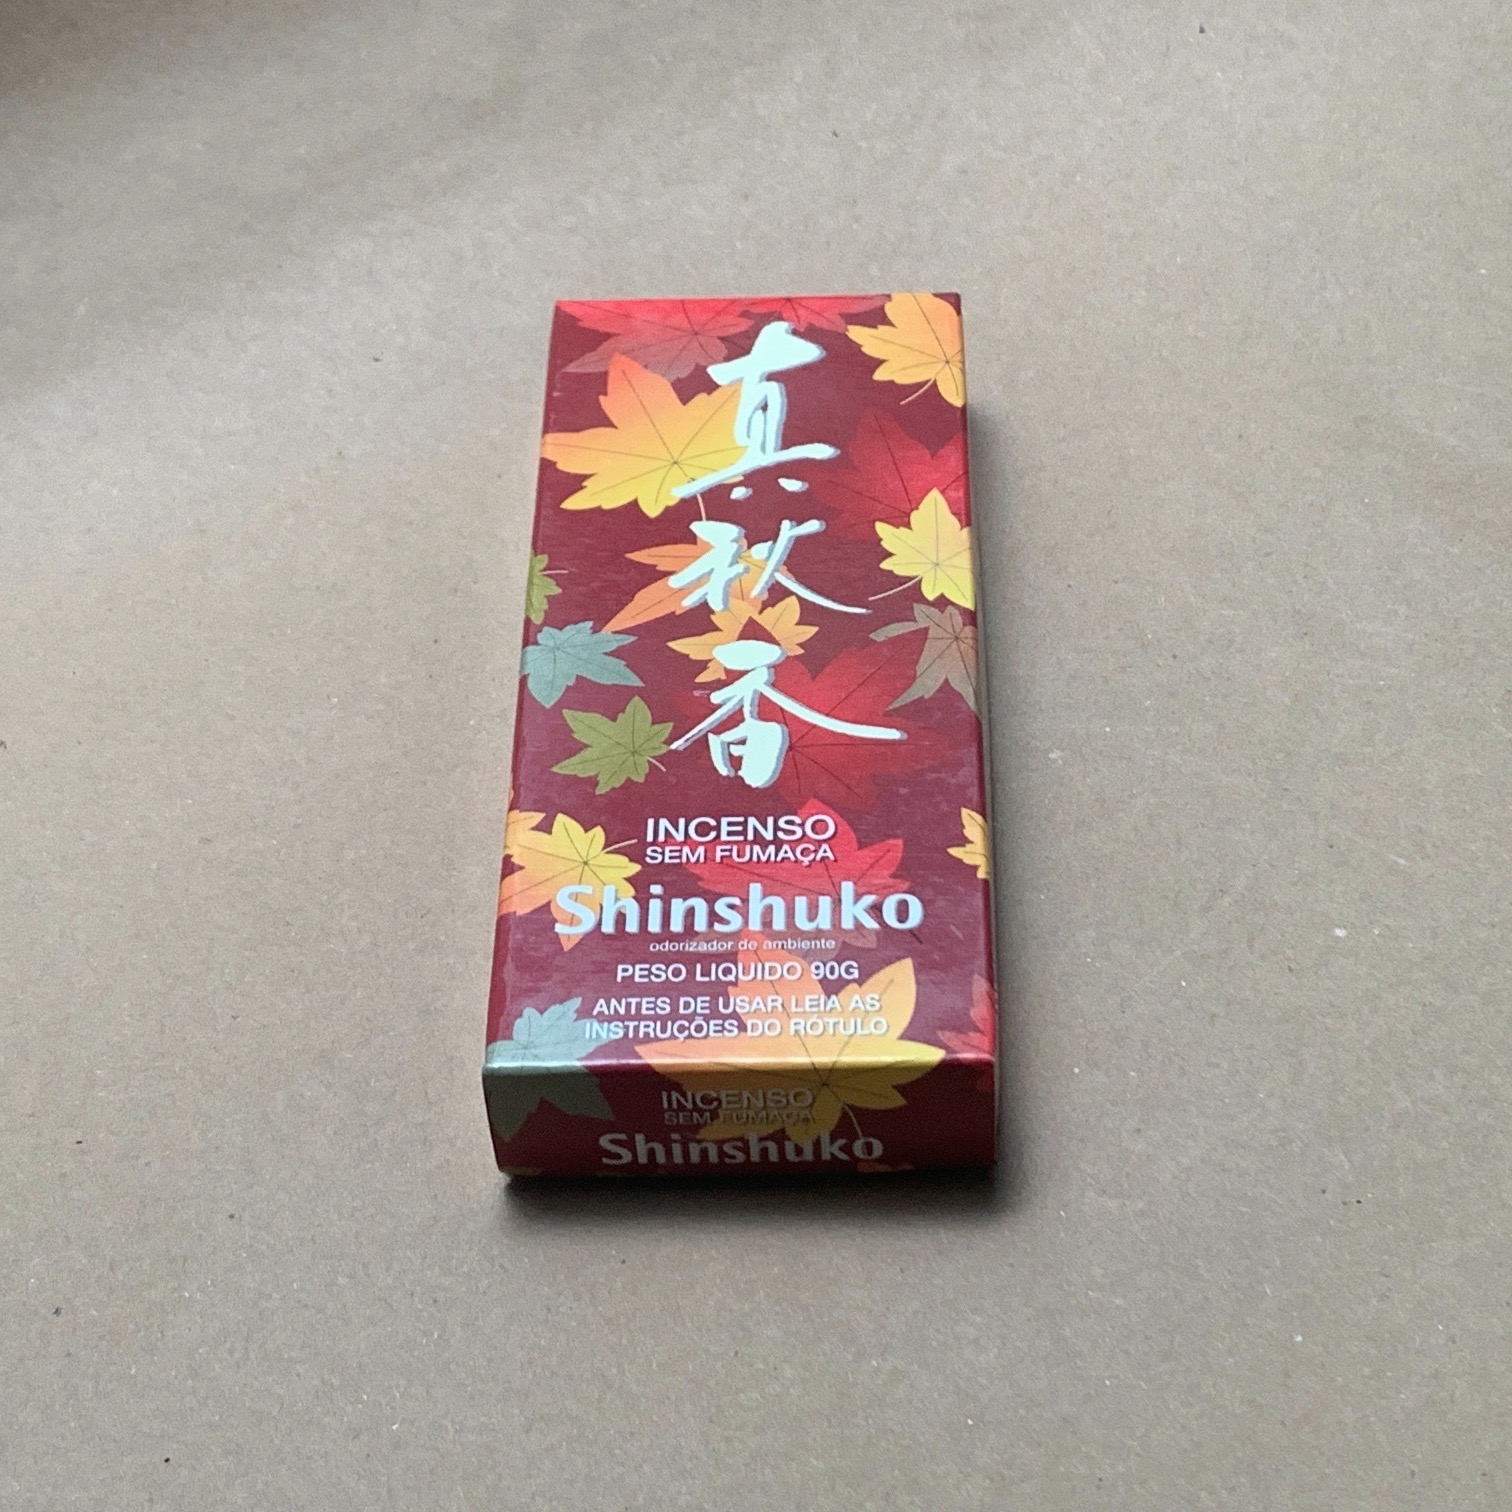 真秋香
INCENSO
SEM FUMAÇA
Shinshuko
odorizador de ambiente
PESO LIQUIDO 90G
ANTES DE USAR LEIA AS
INSTRUÇÕES DO RÓTULO
INCENSO
SEM FUMAÇA
Shinshuko